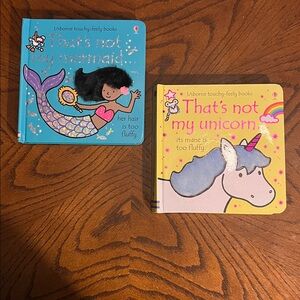 Usborne touchy-feely books
That's not
my mermaid...
her hair
is too
fluffy.
Usborne touchy-feely books
That's not
my unicorn...
its mane is
too fluffy.